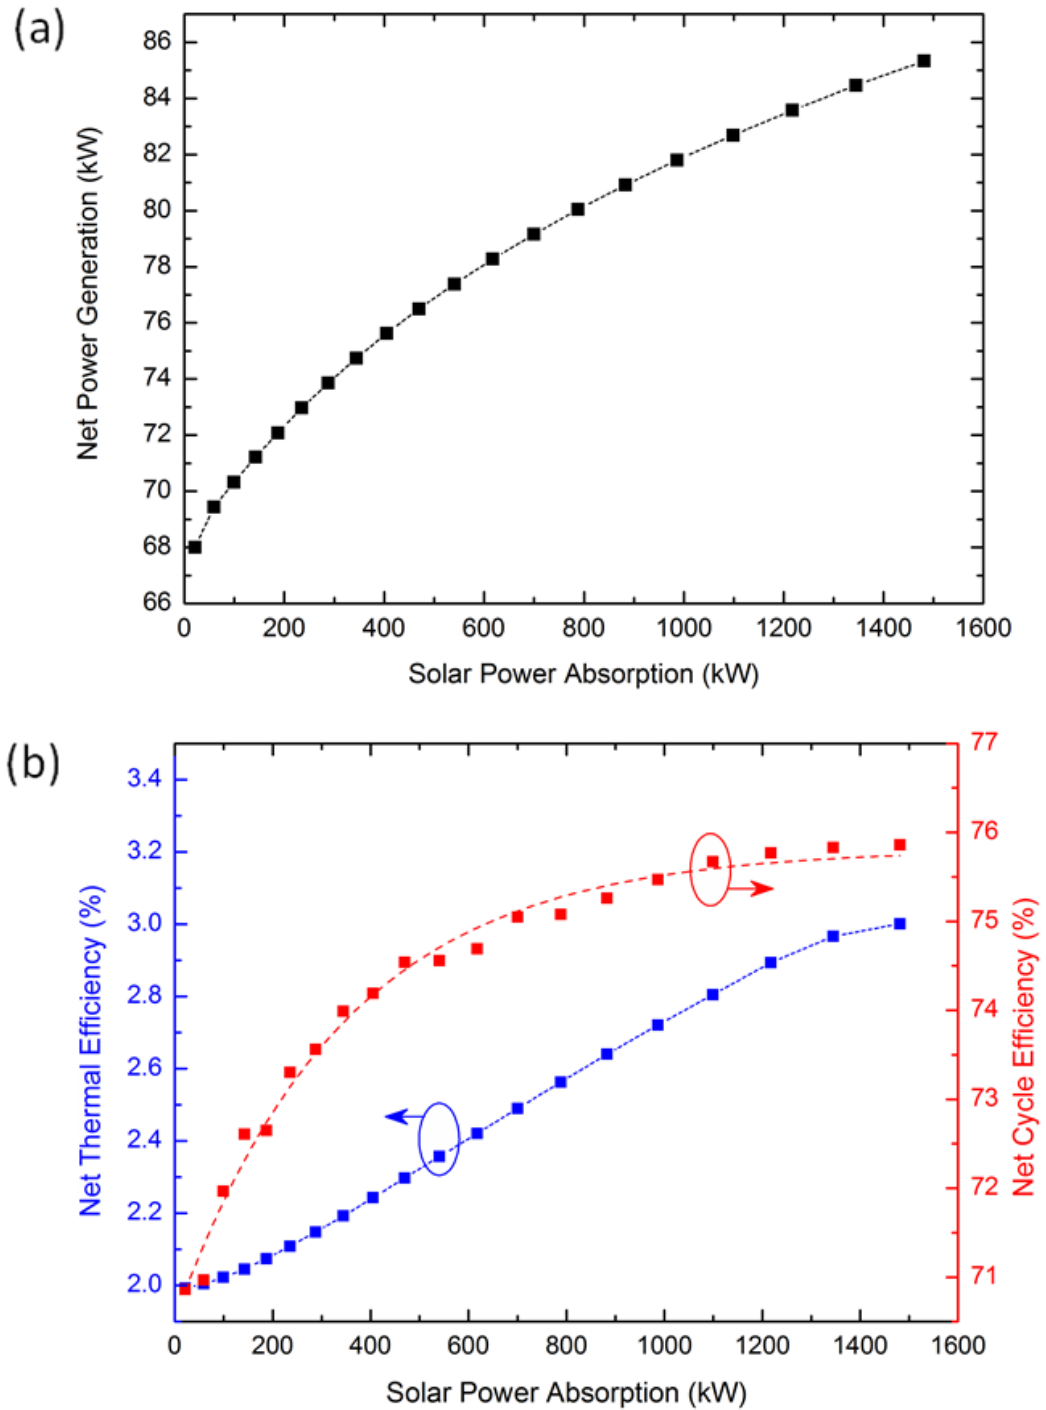 (a)
86
84
82
80
78
76
74
72
70
68
66
Net Power Generation (kW)
0 200 400 600 800 1000 1200 1400 1600
Solar Power Absorption (kW)
(b)
3.4
3.2
3.0
2.8
2.6
2.4
2.2
2.0
Net Thermal Efficiency (%)
77
76
75
74
73
72
71
Net Cycle Efficiency (%)
0 200 400 600 800 1000 1200 1400 1600
Solar Power Absorption (kW)